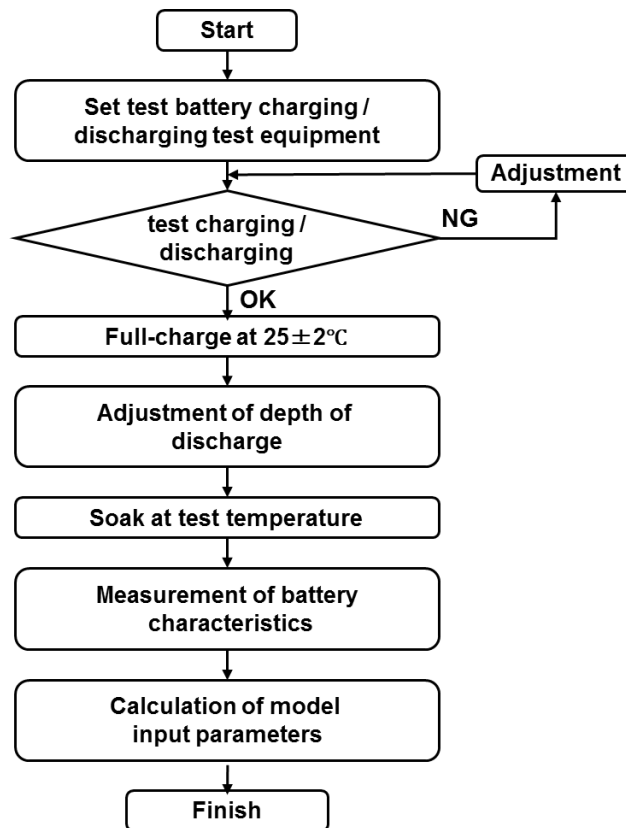 Start
Set test battery charging /
discharging test equipment
Adjustment
test charging /
discharging
NG
OK
Full-charge at 25±2℃
Adjustment of depth of
discharge
Soak at test temperature
Measurement of battery
characteristics
Calculation of model
input parameters
Finish